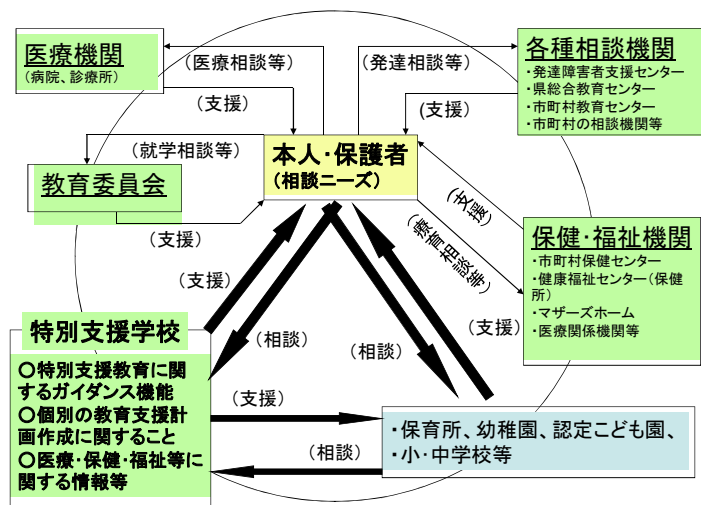 医療機関
(病院、診療所)
(医療相談等)
(発達相談等)
各種相談機関
・発達障害者支援センター
・県総合教育センター
・市町村教育センター
・市町村の相談機関等
(支援)
(支援)
(就学相談等)
本人・保護者
(相談ニーズ)
教育委員会
(支援)
(支援)
(療育相談等)
保健・福祉機関
・市町村保健センター
・健康福祉センター(保健
所)
・マザーズホーム
・医療関係機関等
(支援)
(支援)
特別支援学校
(相談)
(相談)
○特別支援教育に関
するガイダンス機能
○個別の教育支援計
画作成に関すること
○医療・保健・福祉等に
関する情報等
(支援)
(相談)
・保育所、幼稚園、認定こども園、
・小・中学校等